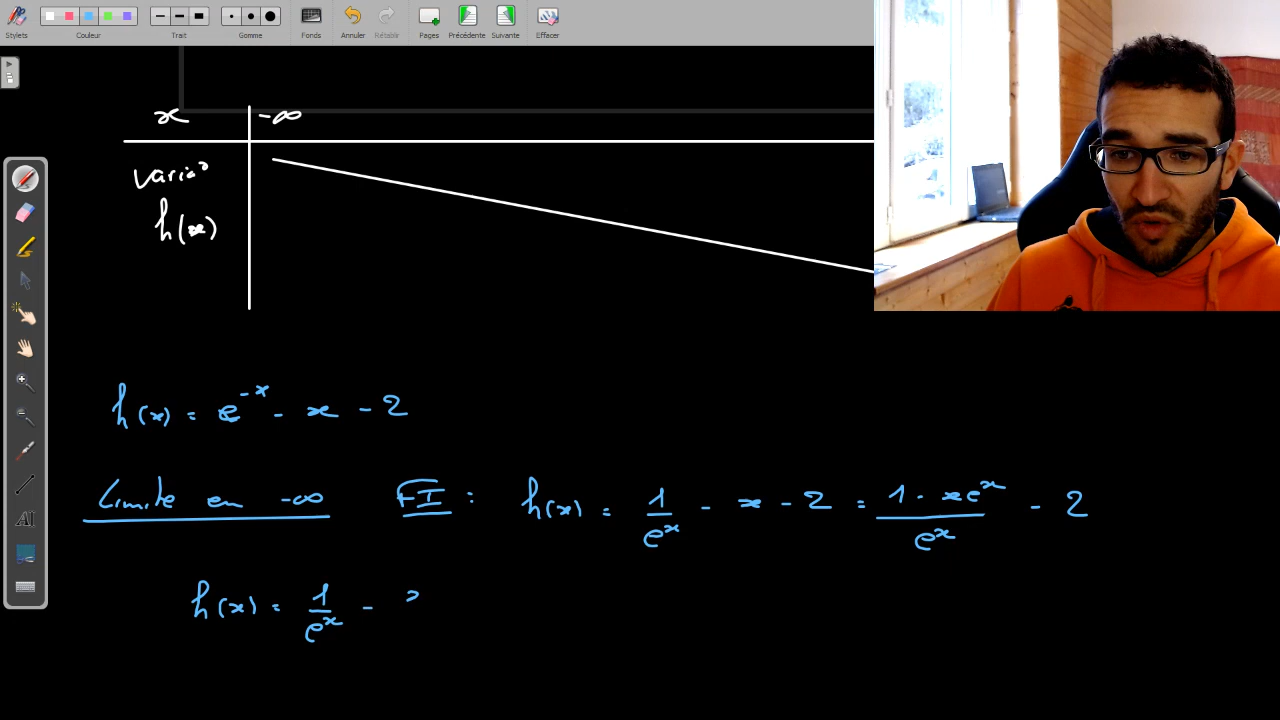 Stylets Couleur Trait Gomme Fonds Annuler Rétablir Pages Précédente Suivante Effacer
x -∞
variaº
h(x)
h(x) = e^{-x} - x - 2
Limite en -∞ FI : h(x) = 1/e^x - x - 2 = (1 - xe^x)/e^x - 2
h(x) = 1/e^x -